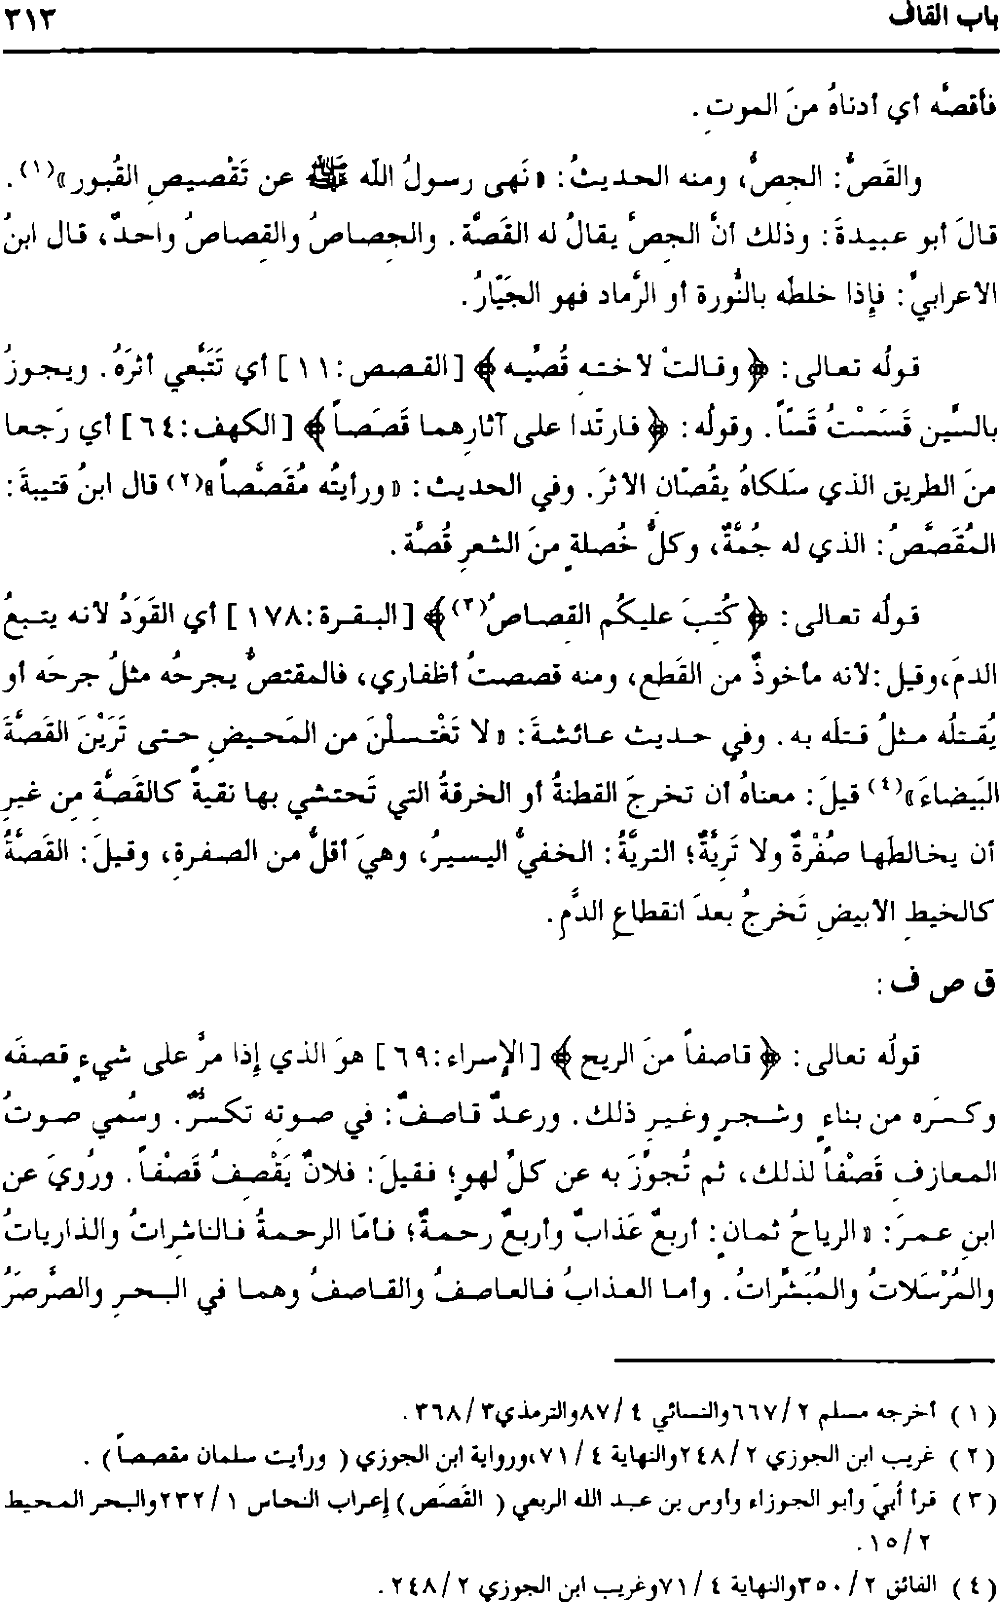 باب القاف ٣١٣
فأقصَّه أي أدناهُ منَ الموتِ .
والقَصُّ: الجِصُّ، ومنه الحديثُ: «نَهى رسولُ الله ﷺ عن تَقْصيصِ القُبور»(١) .
قالَ أبو عبيدةَ: وذلك أنَّ الجصَّ يقالُ له القَصَّة. والجِصاصُ والقِصاصُ واحدٌ، قال ابنُ
الأعرابيِّ: فإِذا خلطَه بالنُّورة أو الرَّماد فهو الجَيّارُ.
قولُه تعالى: ﴿وقالتْ لأختهِ قُصِّيه﴾ [القصص:١١] أي تَتَبَّعي أثرَهُ. ويجوزُ
بالسِّين قَسَسْتُ قَسّاً. وقولُه: ﴿فارتَدا على آثارِهما قَصَصاً﴾ [الكهف:٦٤] أي رَجعا
منَ الطريق الذي سلَكاهُ يقُصّانِ الأثرَ. وفي الحديث: «ورأيتُه مُقَصَّصاً»(٢) قال ابنُ قتيبةَ:
المُقَصَّصُ: الذي له جُمَّةٌ، وكلُّ خُصلةٍ منَ الشعرِ قُصَّة.
قولُه تعالى: ﴿كُتبَ عليكُم القِصاصُ(٣)﴾ [البقرة:١٧٨] أي القَوَدُ لأنه يتبعُ
الدمَ،وقيل:لأنه مأخوذٌ من القَطع، ومنه قصصتُ أظفاري، فالمقتصُّ يجرحُه مثلُ جرحَه أو
يُقتلُه مثلُ قتلَه به. وفي حديث عائشةَ: «لا تَغْتسلْنَ من المَحيضِ حتى تَرَيْنَ القَصَّةَ
البَيضاءَ»(٤) قيلَ: معناهُ أن تخرجَ القطنةُ أو الخرقةُ التي تَحتشي بها نقيةً كالقَصَّةِ مِن غيرِ
أن يخالطَها صُفْرةٌ ولا تَرِيَّةٌ؛ التريَّةُ: الخفيُّ اليسيرُ، وهيَ أقلُّ من الصفرةِ، وقيلَ: القَصَّةُ
كالخيطِ الأبيضِ تَخرجُ بعدَ انقطاعِ الدَّمِ.
ق ص ف:
قولُه تعالى: ﴿قاصفاً منَ الريحِ﴾ [الإسراء:٦٩] هوَ الذي إِذا مرَّ على شيءٍ قصفَه
وكسرَه من بناءٍ وشجرٍ وغيرِ ذلك. ورعدٌ قاصفٌ: في صوتِه تكسُّرٌ. وسُمي صوتُ
المعازفِ قَصْفاً لذلك، ثم تُجوِّزَ به عن كلِّ لهوٍ؛ فقيلَ: فلانٌ يَقْصفُ قَصْفاً. ورُويَ عن
ابنِ عمرَ: «الرياحُ ثمانٍ: أربعٌ عَذابٌ وأربعٌ رحمةٌ؛ فأمّا الرحمةُ فالناشراتُ والذارياتُ
والمُرْسَلاتُ والمُبَشِّراتُ. وأما العذابُ فالعاصفُ والقاصفُ وهما في البحرِ والصَّرصَرُ
(١) أخرجه مسلم ٢/ ٦٦٧والنسائي ٤ /٨٧والترمذي٣/ ٣٦٨ .
(٢) غريب ابن الجوزي ٢ /٢٤٨والنهاية ٤ /٧١،ورواية ابن الجوزي ( ورأيت سلمان مقصصاً ) .
(٣) قرأ أُبيّ وأبو الجوزاء وأوس بن عبد الله الربعي ( القَصَص) إعراب النحاس ١ /٢٣٢والبحر المحيط
٢ /١٥.
(٤) الفائق ٢ /٣٥٠والنهاية ٤ /٧١وغريب ابن الجوزي ٢ /٢٤٨.